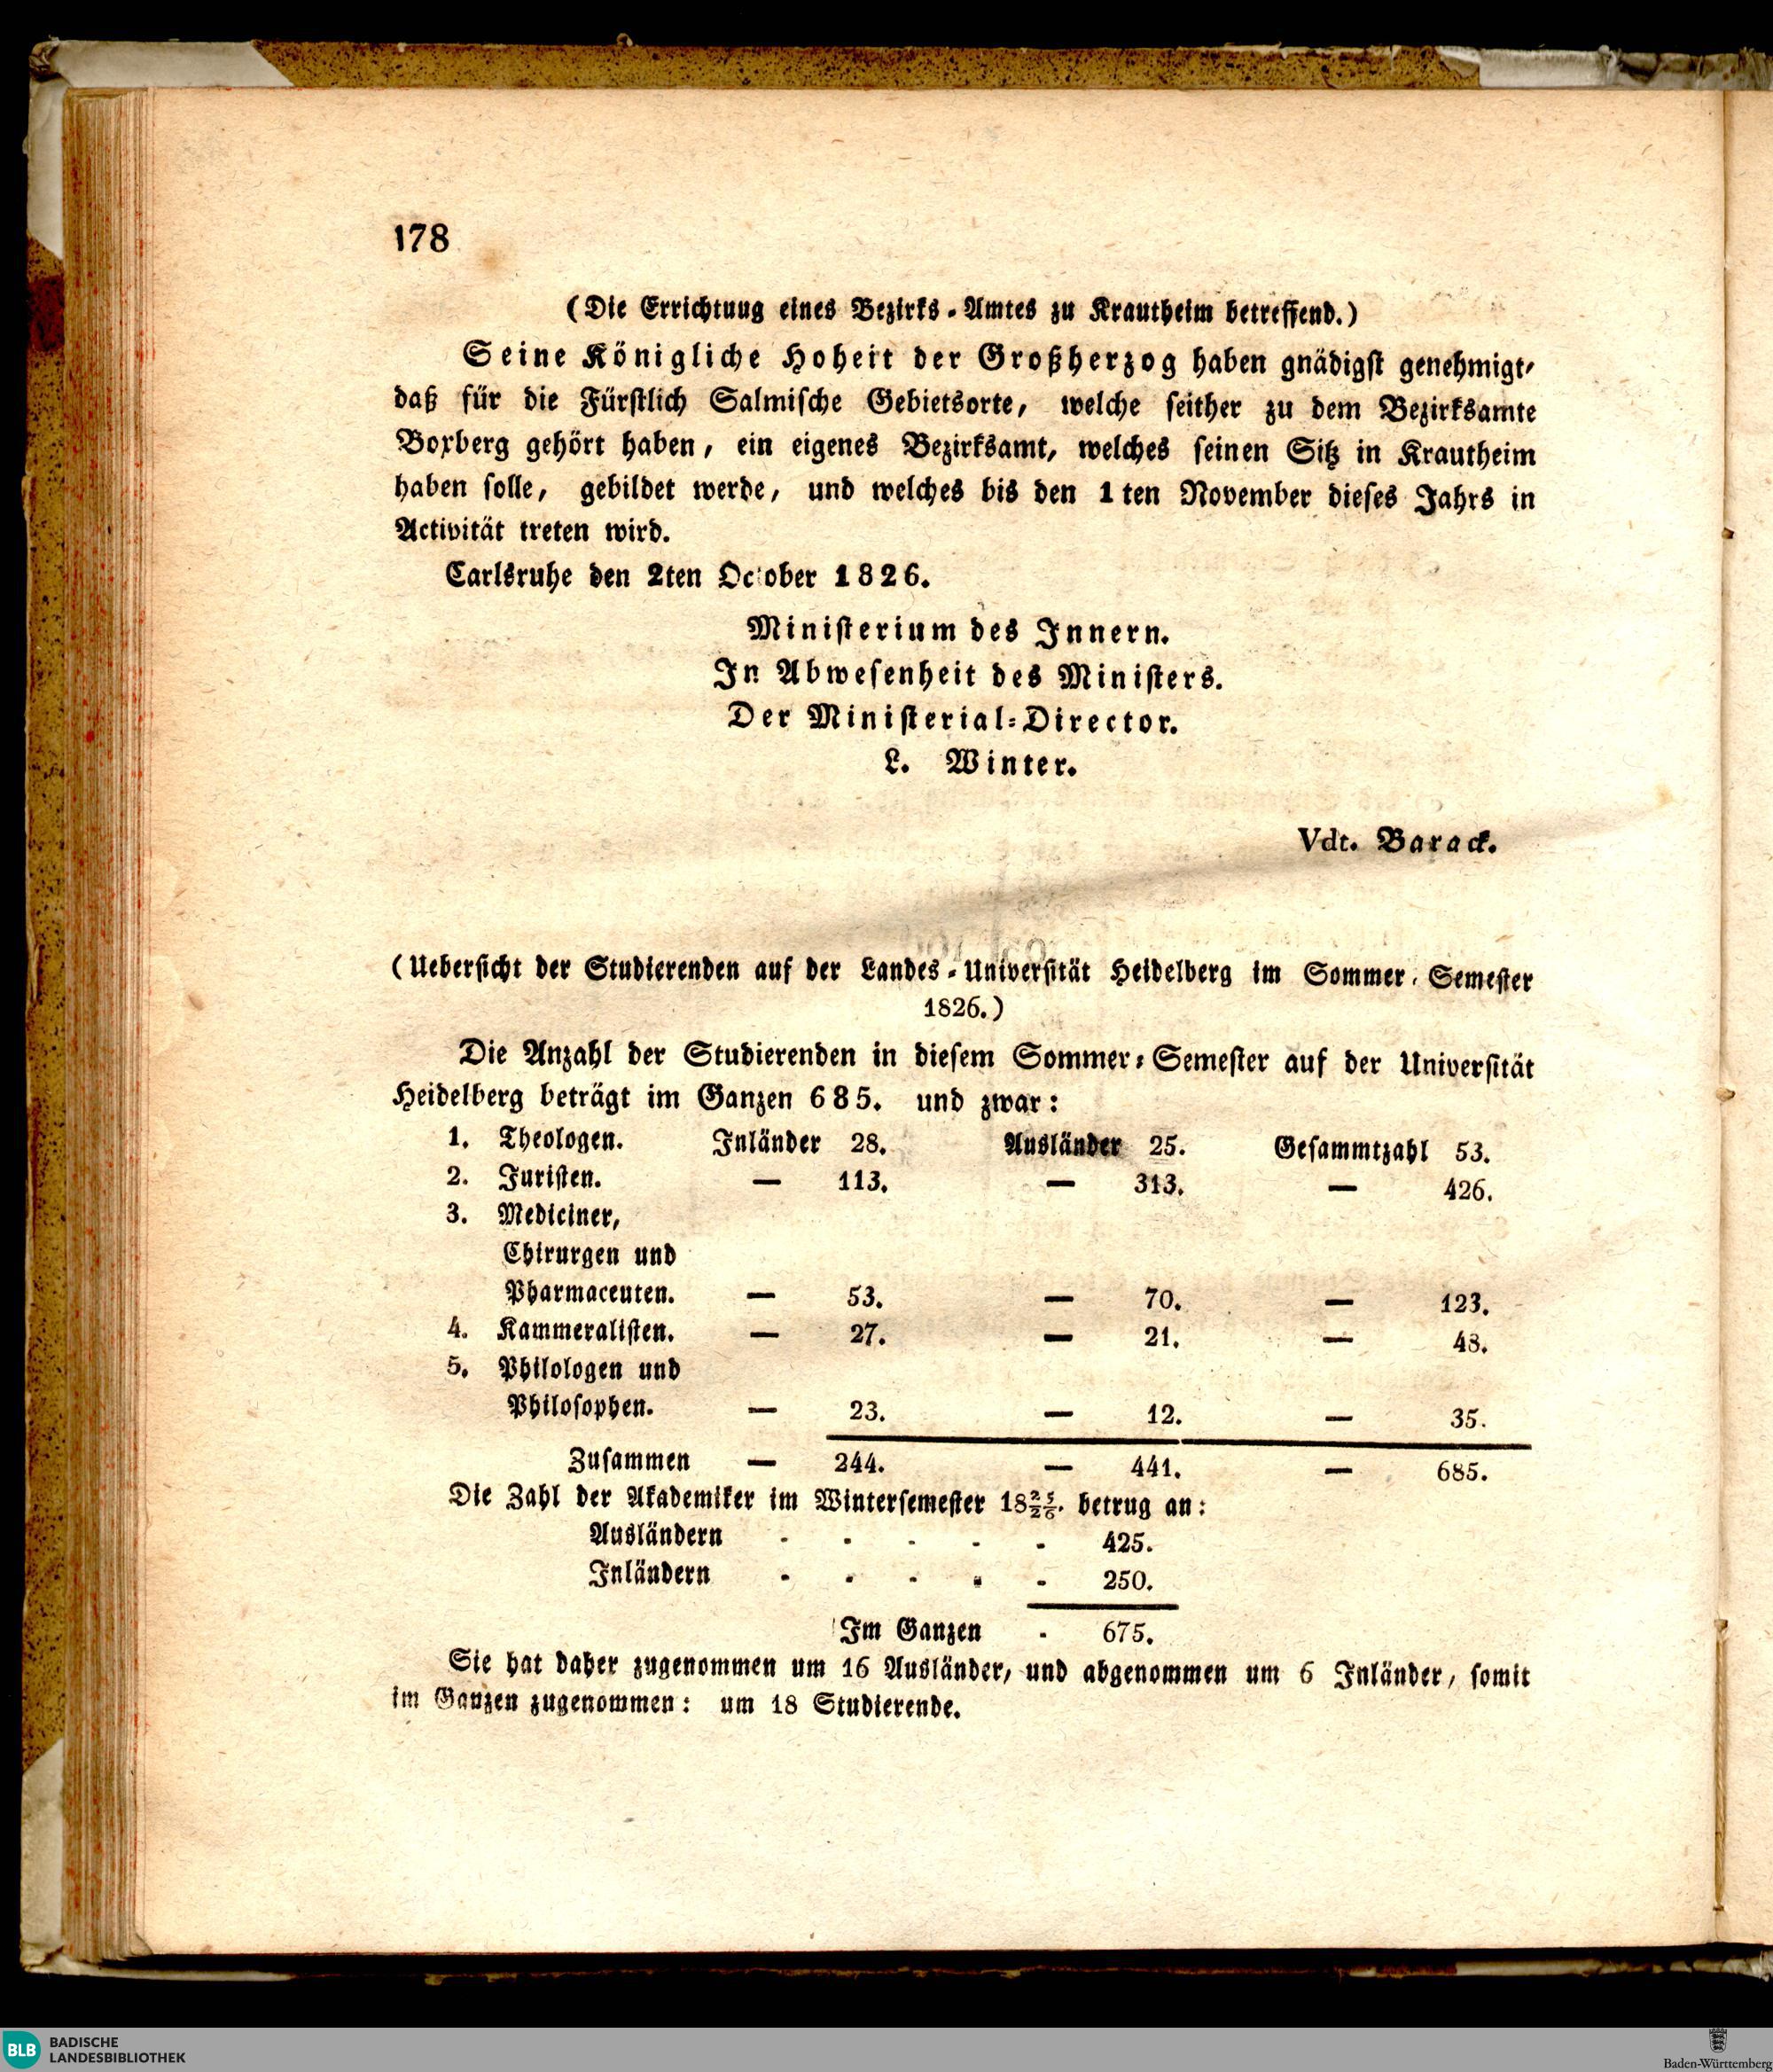 178
(Die Errichtuug eines Bezirks-Amtes zu Krautheim betreffend.)
Seine Königliche Hoheit der Großherzog haben gnädigst genehmigt,
daß für die Fürstlich Salmische Gebietsorte, welche seither zu dem Bezirksamte
Boxberg gehört haben, ein eigenes Bezirksamt, welches seinen Sitz in Krautheim
haben solle, gebildet werde, und welches bis den 1ten November dieses Jahrs in
Activität treten wird.
Carlsruhe den 2ten October 1826.
Ministerium des Innern.
In Abwesenheit des Ministers.
Der Ministerial-Director.
L. Winter.
Vdt. Barack.
(Uebersicht der Studierenden auf der Landes-Universität Heidelberg im Sommer-Semester
1826.)
Die Anzahl der Studierenden in diesem Sommer-Semester auf der Universität
Heidelberg beträgt im Ganzen 685. und zwar:
1. Theologen. Inländer 28. Ausländer 25. Gesammtzahl 53.
2. Juristen. — 113. — 313. — 426.
3. Mediciner,
Chirurgen und
Pharmaceuten. — 53. — 70. — 123.
4. Kammeralisten. — 27. — 21. — 48.
5. Philologen und
Philosophen. — 23. — 12. — 35.
Zusammen — 244. — 441. — 685.
Die Zahl der Akademiker im Wintersemester 18 25/26. betrug an:
Ausländern - - - - - 425.
Inländern - - - - - 250.
Im Ganzen - 675.
Sie hat daher zugenommen um 16 Ausländer, und abgenommen um 6 Inländer, somit
im Ganzen zugenommen: um 18 Studierende.
BLB BADISCHE
LANDESBIBLIOTHEK
Baden-Württemberg